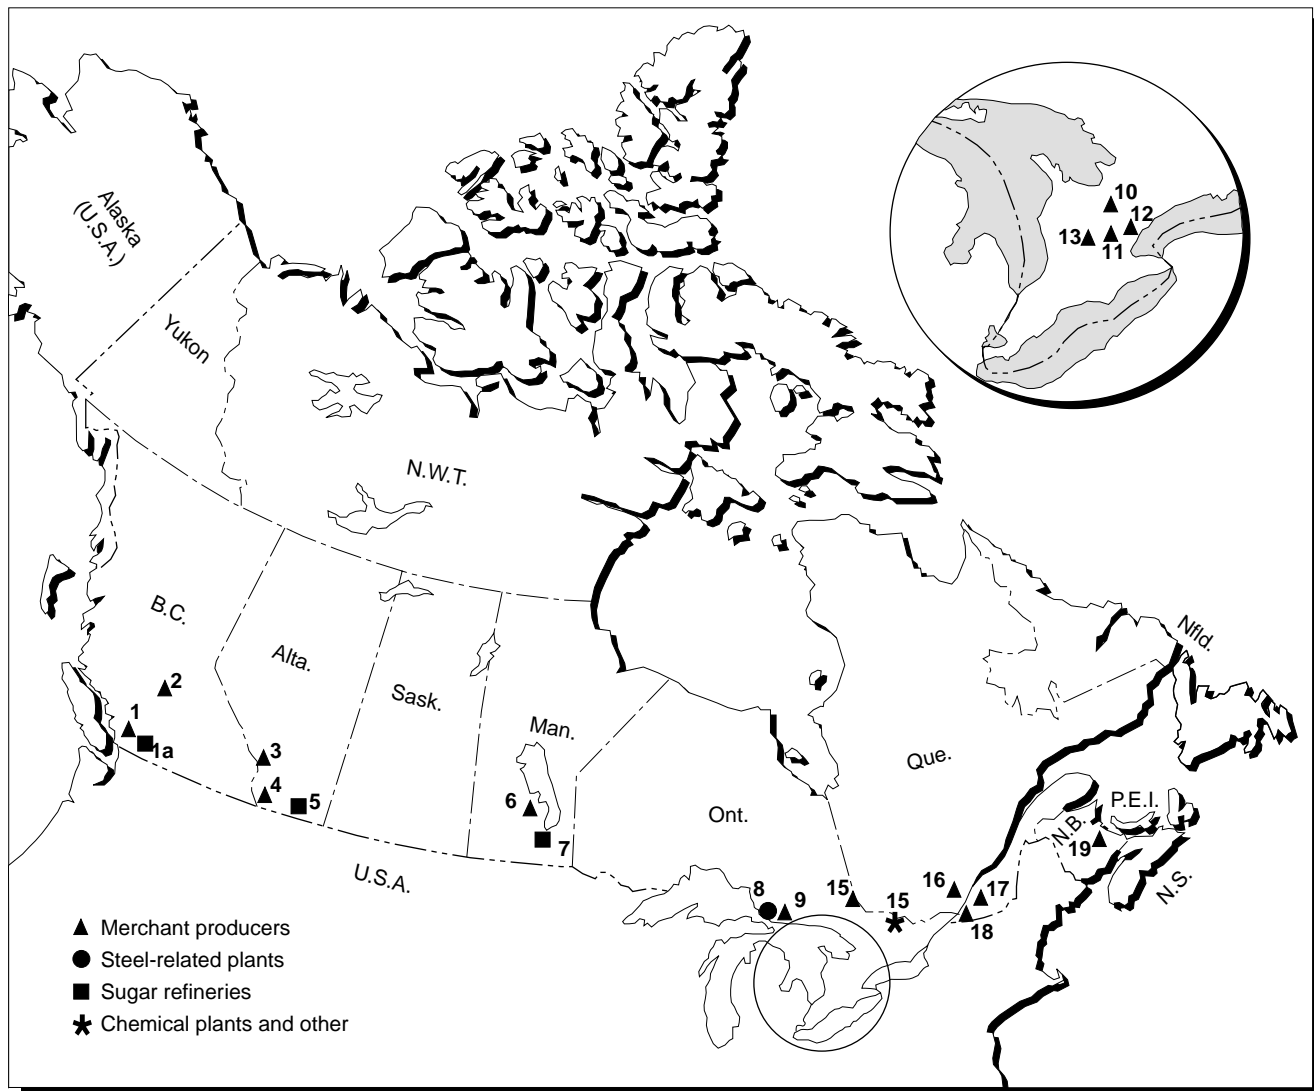 Alaska
(U.S.A.)
Yukon
N.W.T.
10
12
13
11
B.C.
Alta.
Sask.
Man.
Ont.
Que.
Nfld.
P.E.I.
N.B.
N.S.
U.S.A.
2
1
1a
3
4
5
6
7
8
9
15
15
16
17
18
19
Merchant producers
Steel-related plants
Sugar refineries
Chemical plants and other